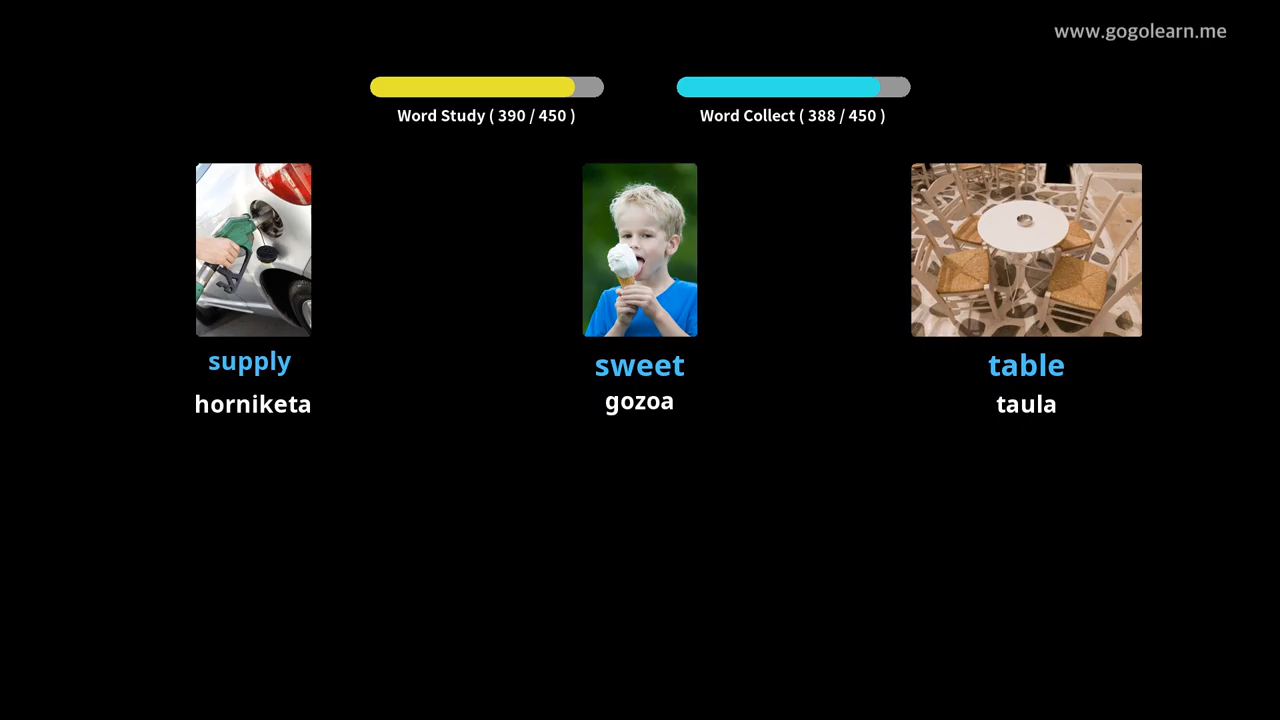 www.gogolearn.me
Word Study ( 390 / 450 )
Word Collect ( 388 / 450 )
supply
horniketa
sweet
gozoa
table
taula